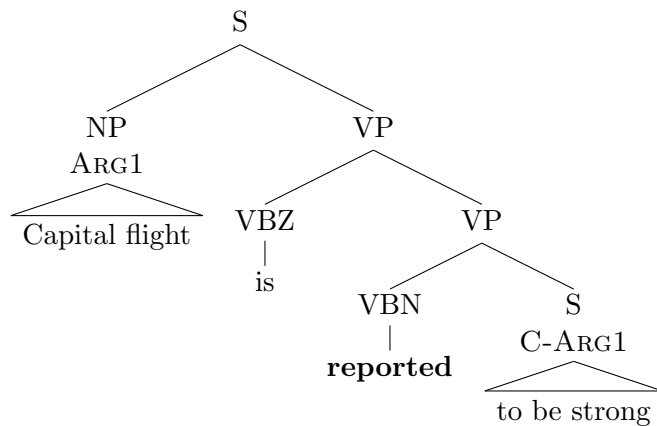 S
NP VP
ARG1
Capital flight
VBZ VP
is
VBN S
reported
C-ARG1
to be strong